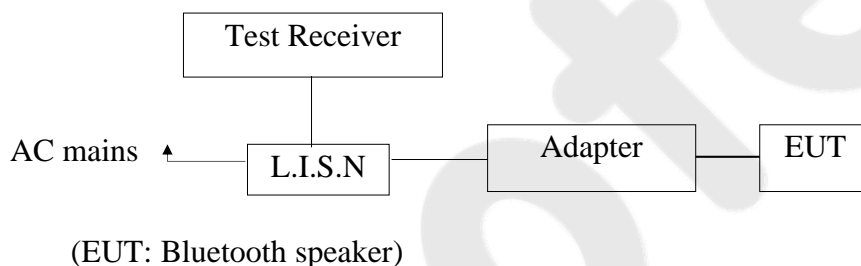 Test Receiver
AC mains
L.I.S.N
Adapter
EUT
(EUT: Bluetooth speaker)